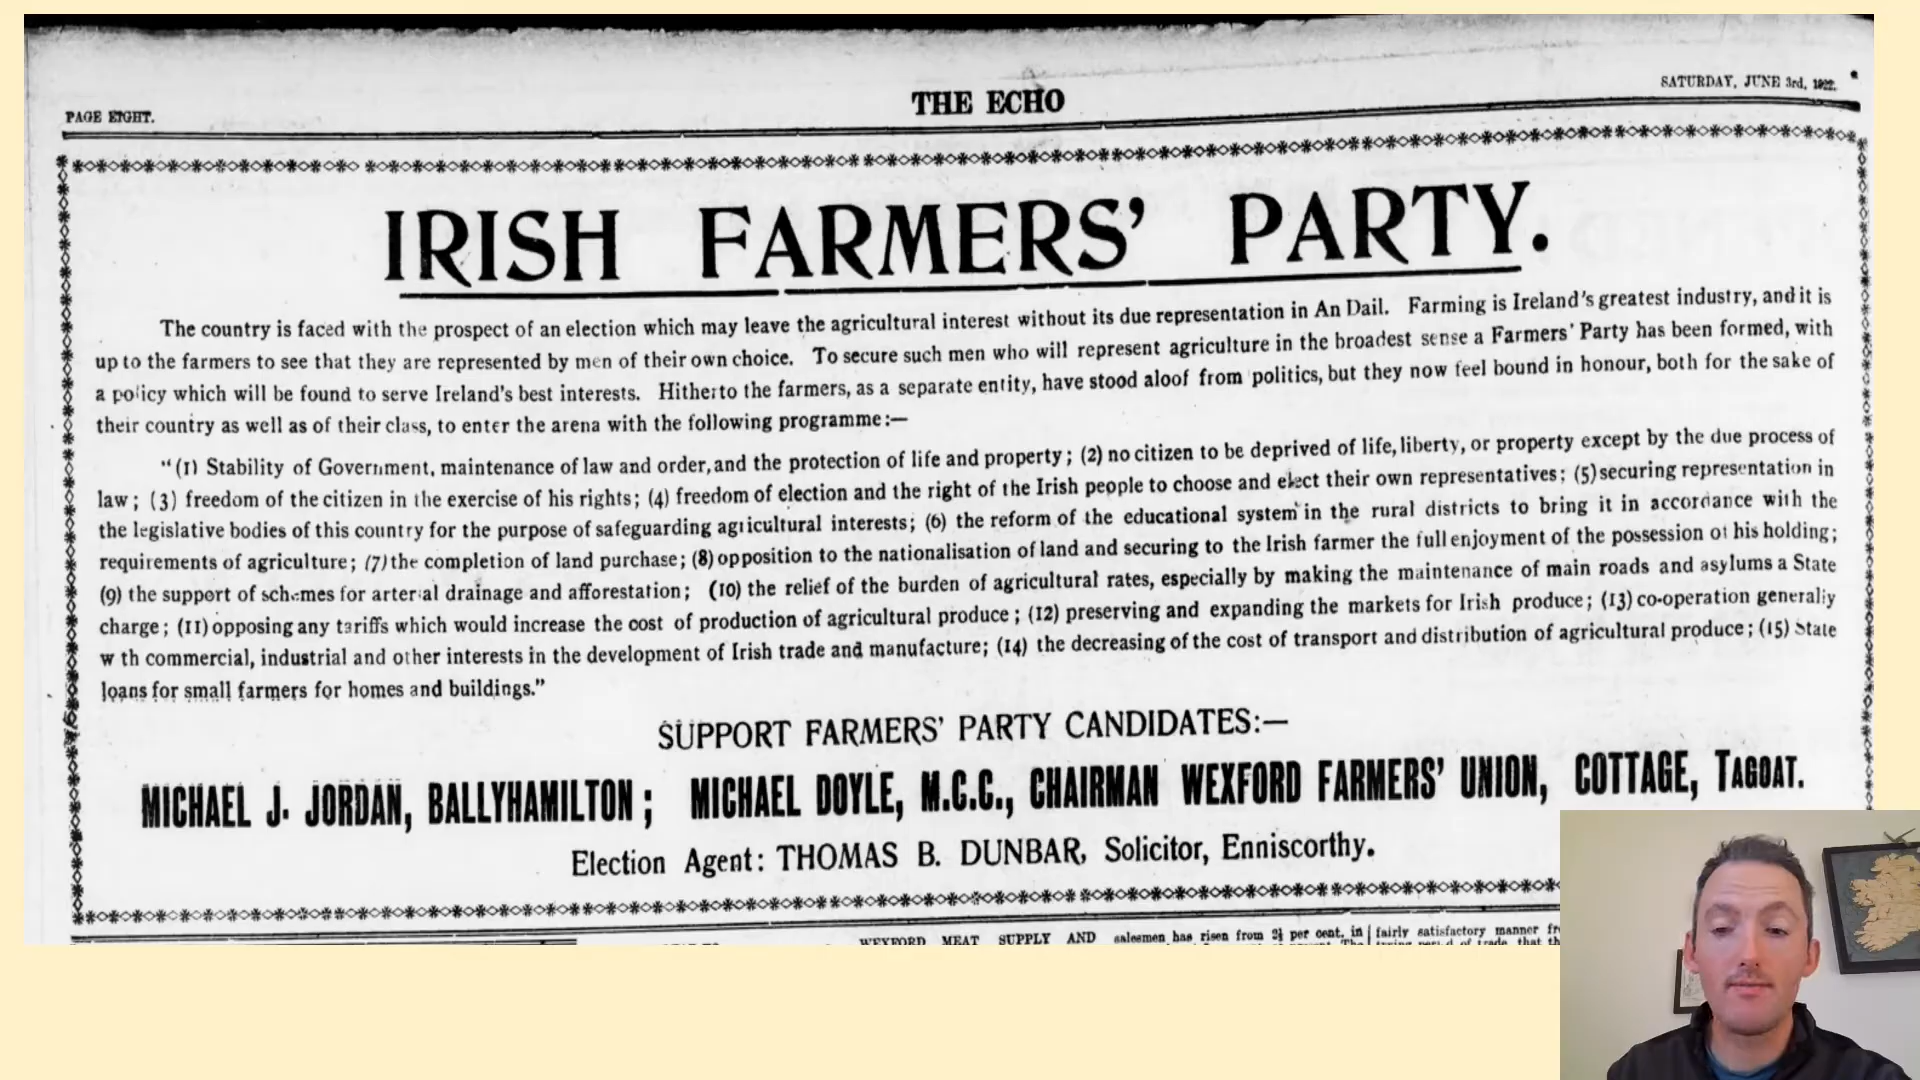 PAGE EIGHT.
THE ECHO
SATURDAY, JUNE 3rd, 1922.
IRISH FARMERS' PARTY.
The country is faced with the prospect of an election which may leave the agricultural interest without its due representation in An Dail. Farming is Ireland's greatest industry, and it is
up to the farmers to see that they are represented by men of their own choice. To secure such men who will represent agriculture in the broadest sense a Farmers' Party has been formed, with
a policy which will be found to serve Ireland's best interests. Hitherto the farmers, as a separate entity, have stood aloof from politics, but they now feel bound in honour, both for the sake of
their country as well as of their class, to enter the arena with the following programme:—
"(1) Stability of Government, maintenance of law and order, and the protection of life and property; (2) no citizen to be deprived of life, liberty, or property except by the due process of
law; (3) freedom of the citizen in the exercise of his rights; (4) freedom of election and the right of the Irish people to choose and elect their own representatives; (5) securing representation in
the legislative bodies of this country for the purpose of safeguarding agricultural interests; (6) the reform of the educational system in the rural districts to bring it in accordance with the
requirements of agriculture; (7) the completion of land purchase; (8) opposition to the nationalisation of land and securing to the Irish farmer the full enjoyment of the possession of his holding;
(9) the support of schemes for arterial drainage and afforestation; (10) the relief of the burden of agricultural rates, especially by making the maintenance of main roads and asylums a State
charge; (11) opposing any tariffs which would increase the cost of production of agricultural produce; (12) preserving and expanding the markets for Irish produce; (13) co-operation generally
with commercial, industrial and other interests in the development of Irish trade and manufacture; (14) the decreasing of the cost of transport and distribution of agricultural produce; (15) State
loans for small farmers for homes and buildings."
SUPPORT FARMERS' PARTY CANDIDATES:—
MICHAEL J. JORDAN, BALLYHAMILTON; MICHAEL DOYLE, M.C.C., CHAIRMAN WEXFORD FARMERS' UNION, COTTAGE, TAGOAT.
Election Agent: THOMAS B. DUNBAR, Solicitor, Enniscorthy.
WEXFORD MEAT SUPPLY AND
salesmen has risen from 2½ per cent. in
fairly satisfactory manner